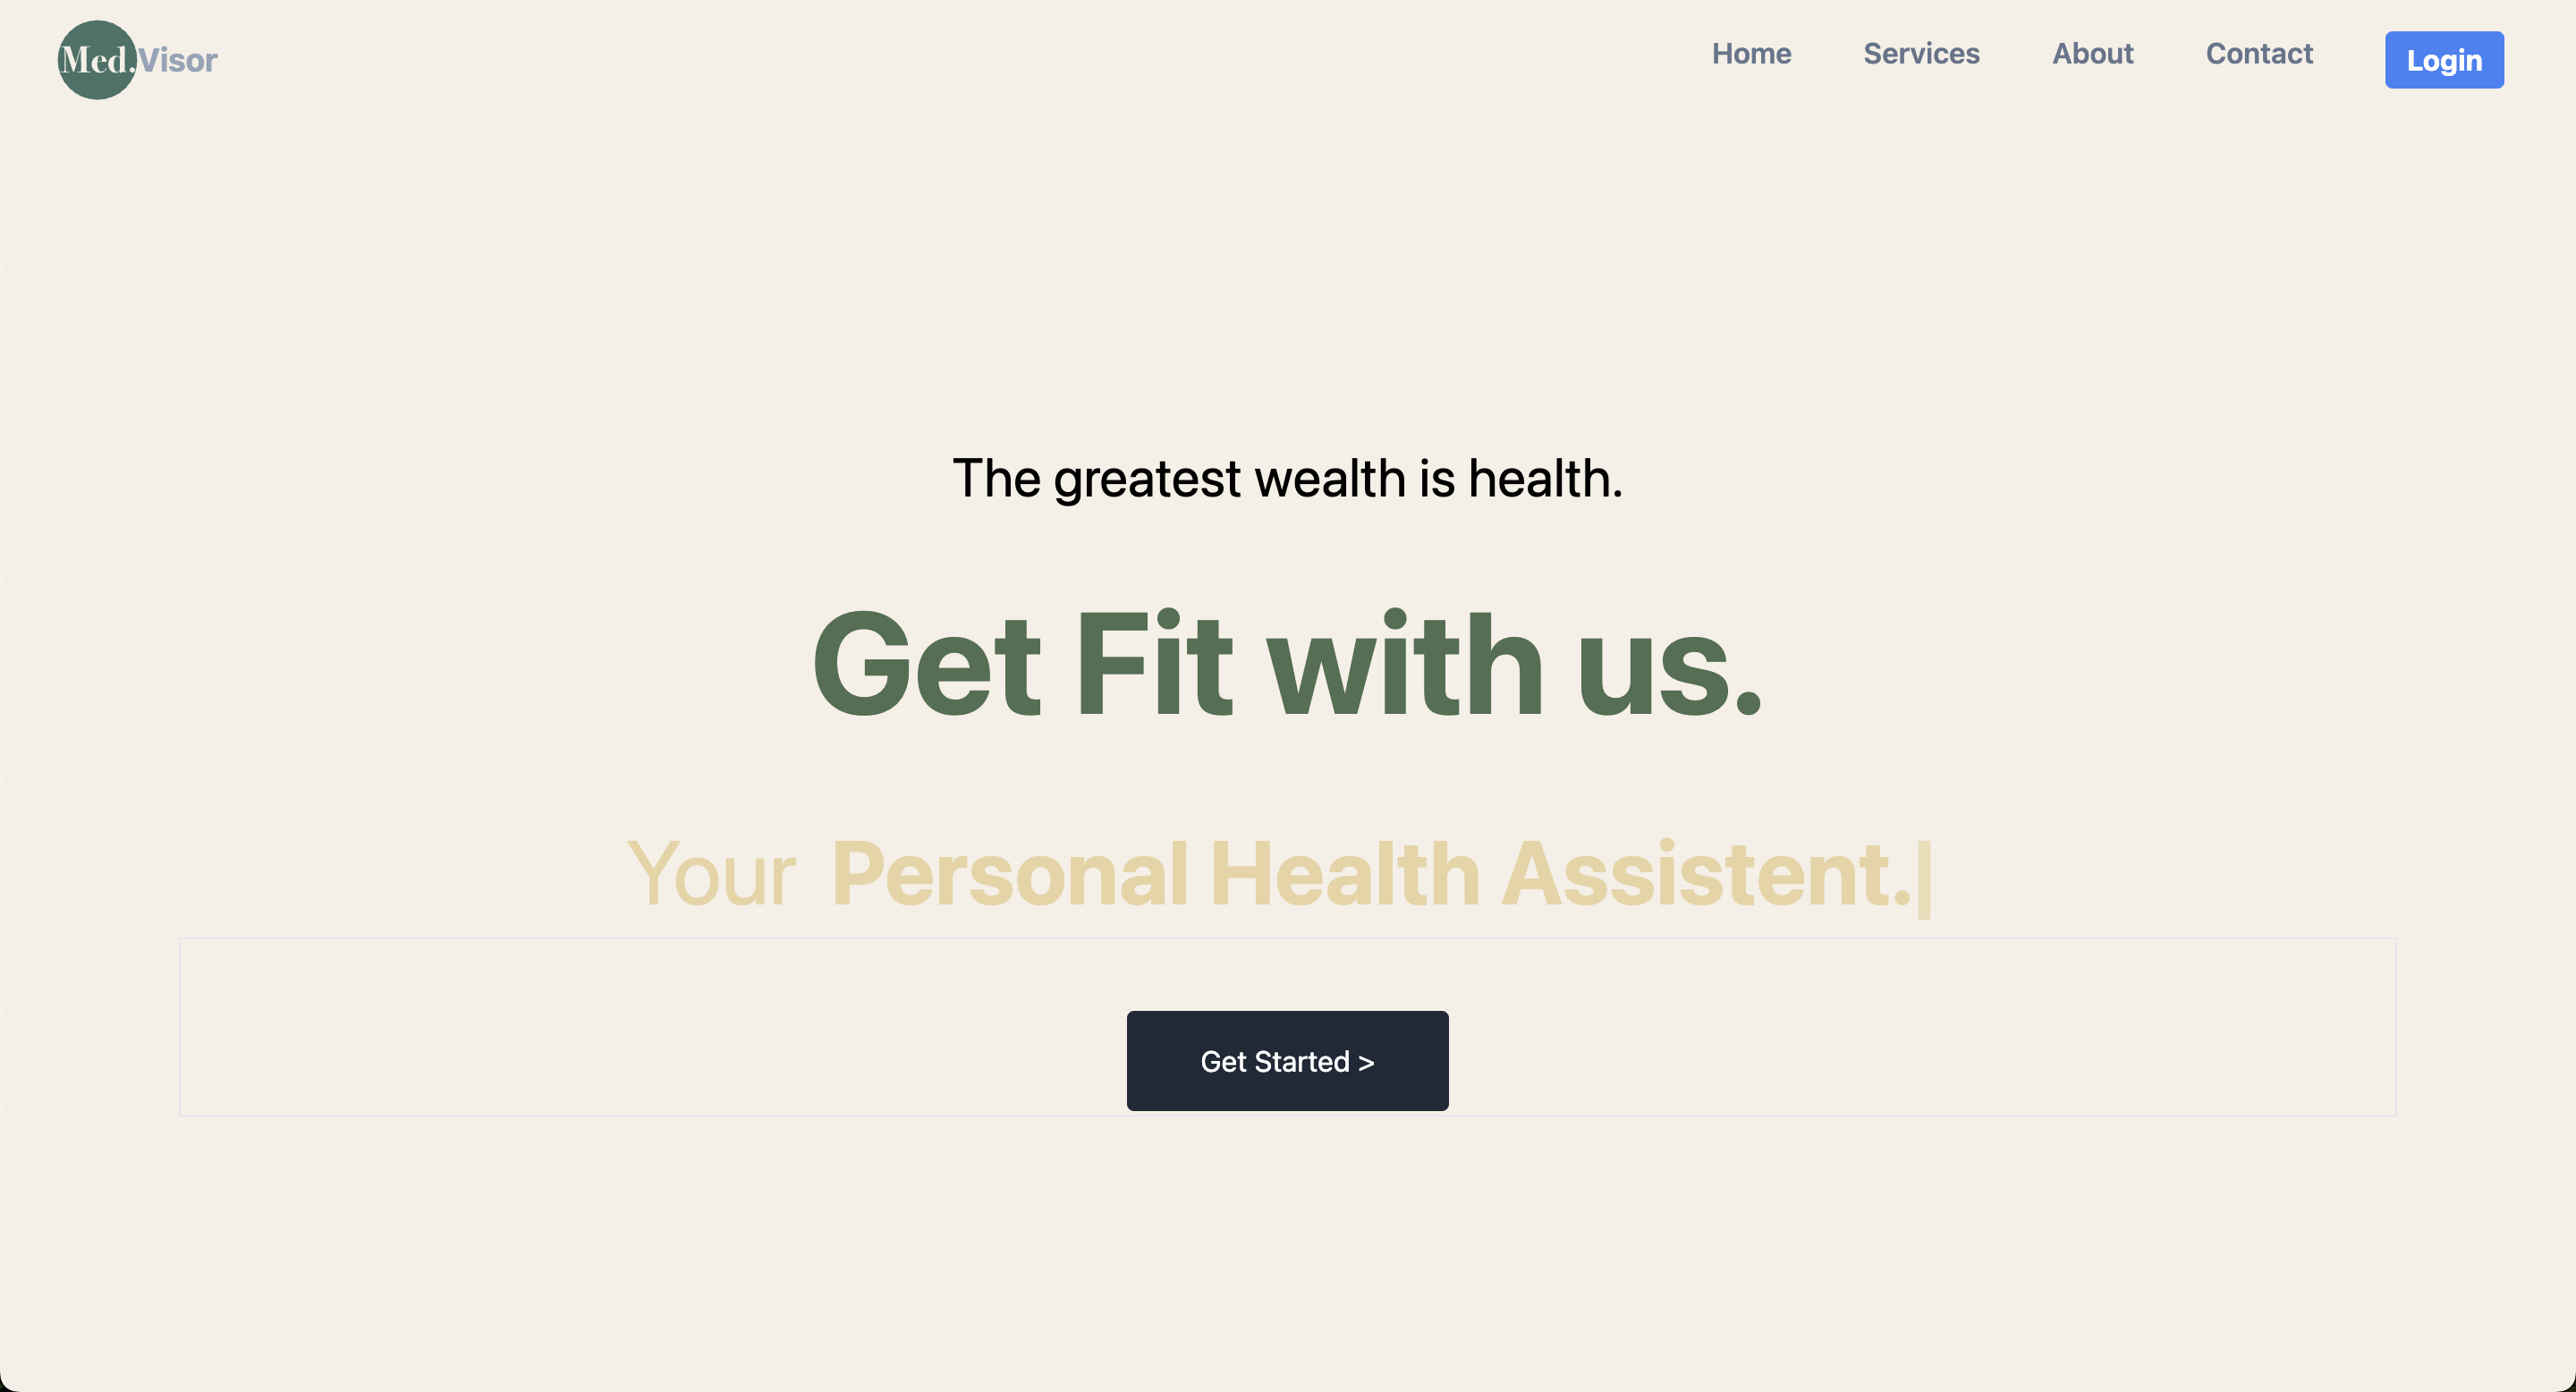 Med.Visor
Home Services About Contact Login
The greatest wealth is health.
Get Fit with us.
Your Personal Health Assistent.|
Get Started >